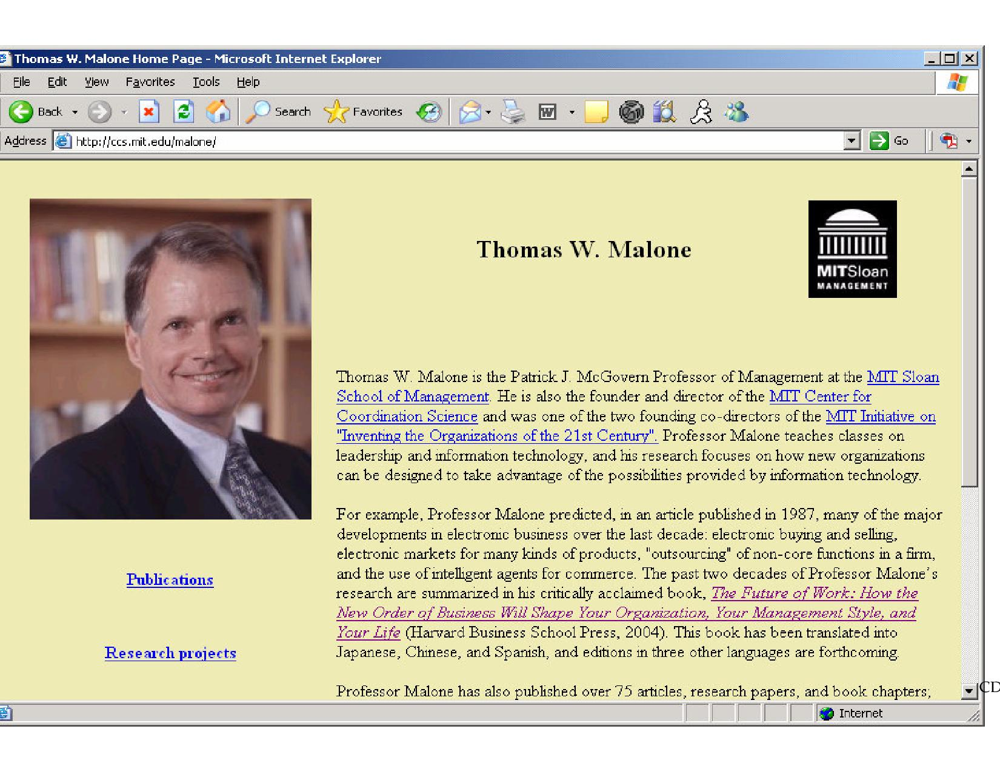 Thomas W. Malone Home Page - Microsoft Internet Explorer
File Edit View Favorites Tools Help
Back Search Favorites W
Address http://ccs.mit.edu/malone/ Go
Thomas W. Malone
MITSloan
MANAGEMENT
Thomas W. Malone is the Patrick J. McGovern Professor of Management at the MIT Sloan
School of Management. He is also the founder and director of the MIT Center for
Coordination Science and was one of the two founding co-directors of the MIT Initiative on
"Inventing the Organizations of the 21st Century". Professor Malone teaches classes on
leadership and information technology, and his research focuses on how new organizations
can be designed to take advantage of the possibilities provided by information technology.
For example, Professor Malone predicted, in an article published in 1987, many of the major
developments in electronic business over the last decade: electronic buying and selling,
electronic markets for many kinds of products, "outsourcing" of non-core functions in a firm,
and the use of intelligent agents for commerce. The past two decades of Professor Malone's
research are summarized in his critically acclaimed book, The Future of Work: How the
New Order of Business Will Shape Your Organization, Your Management Style, and
Your Life (Harvard Business School Press, 2004). This book has been translated into
Japanese, Chinese, and Spanish, and editions in three other languages are forthcoming.
Professor Malone has also published over 75 articles, research papers, and book chapters;
Publications
Research projects
CD
Internet